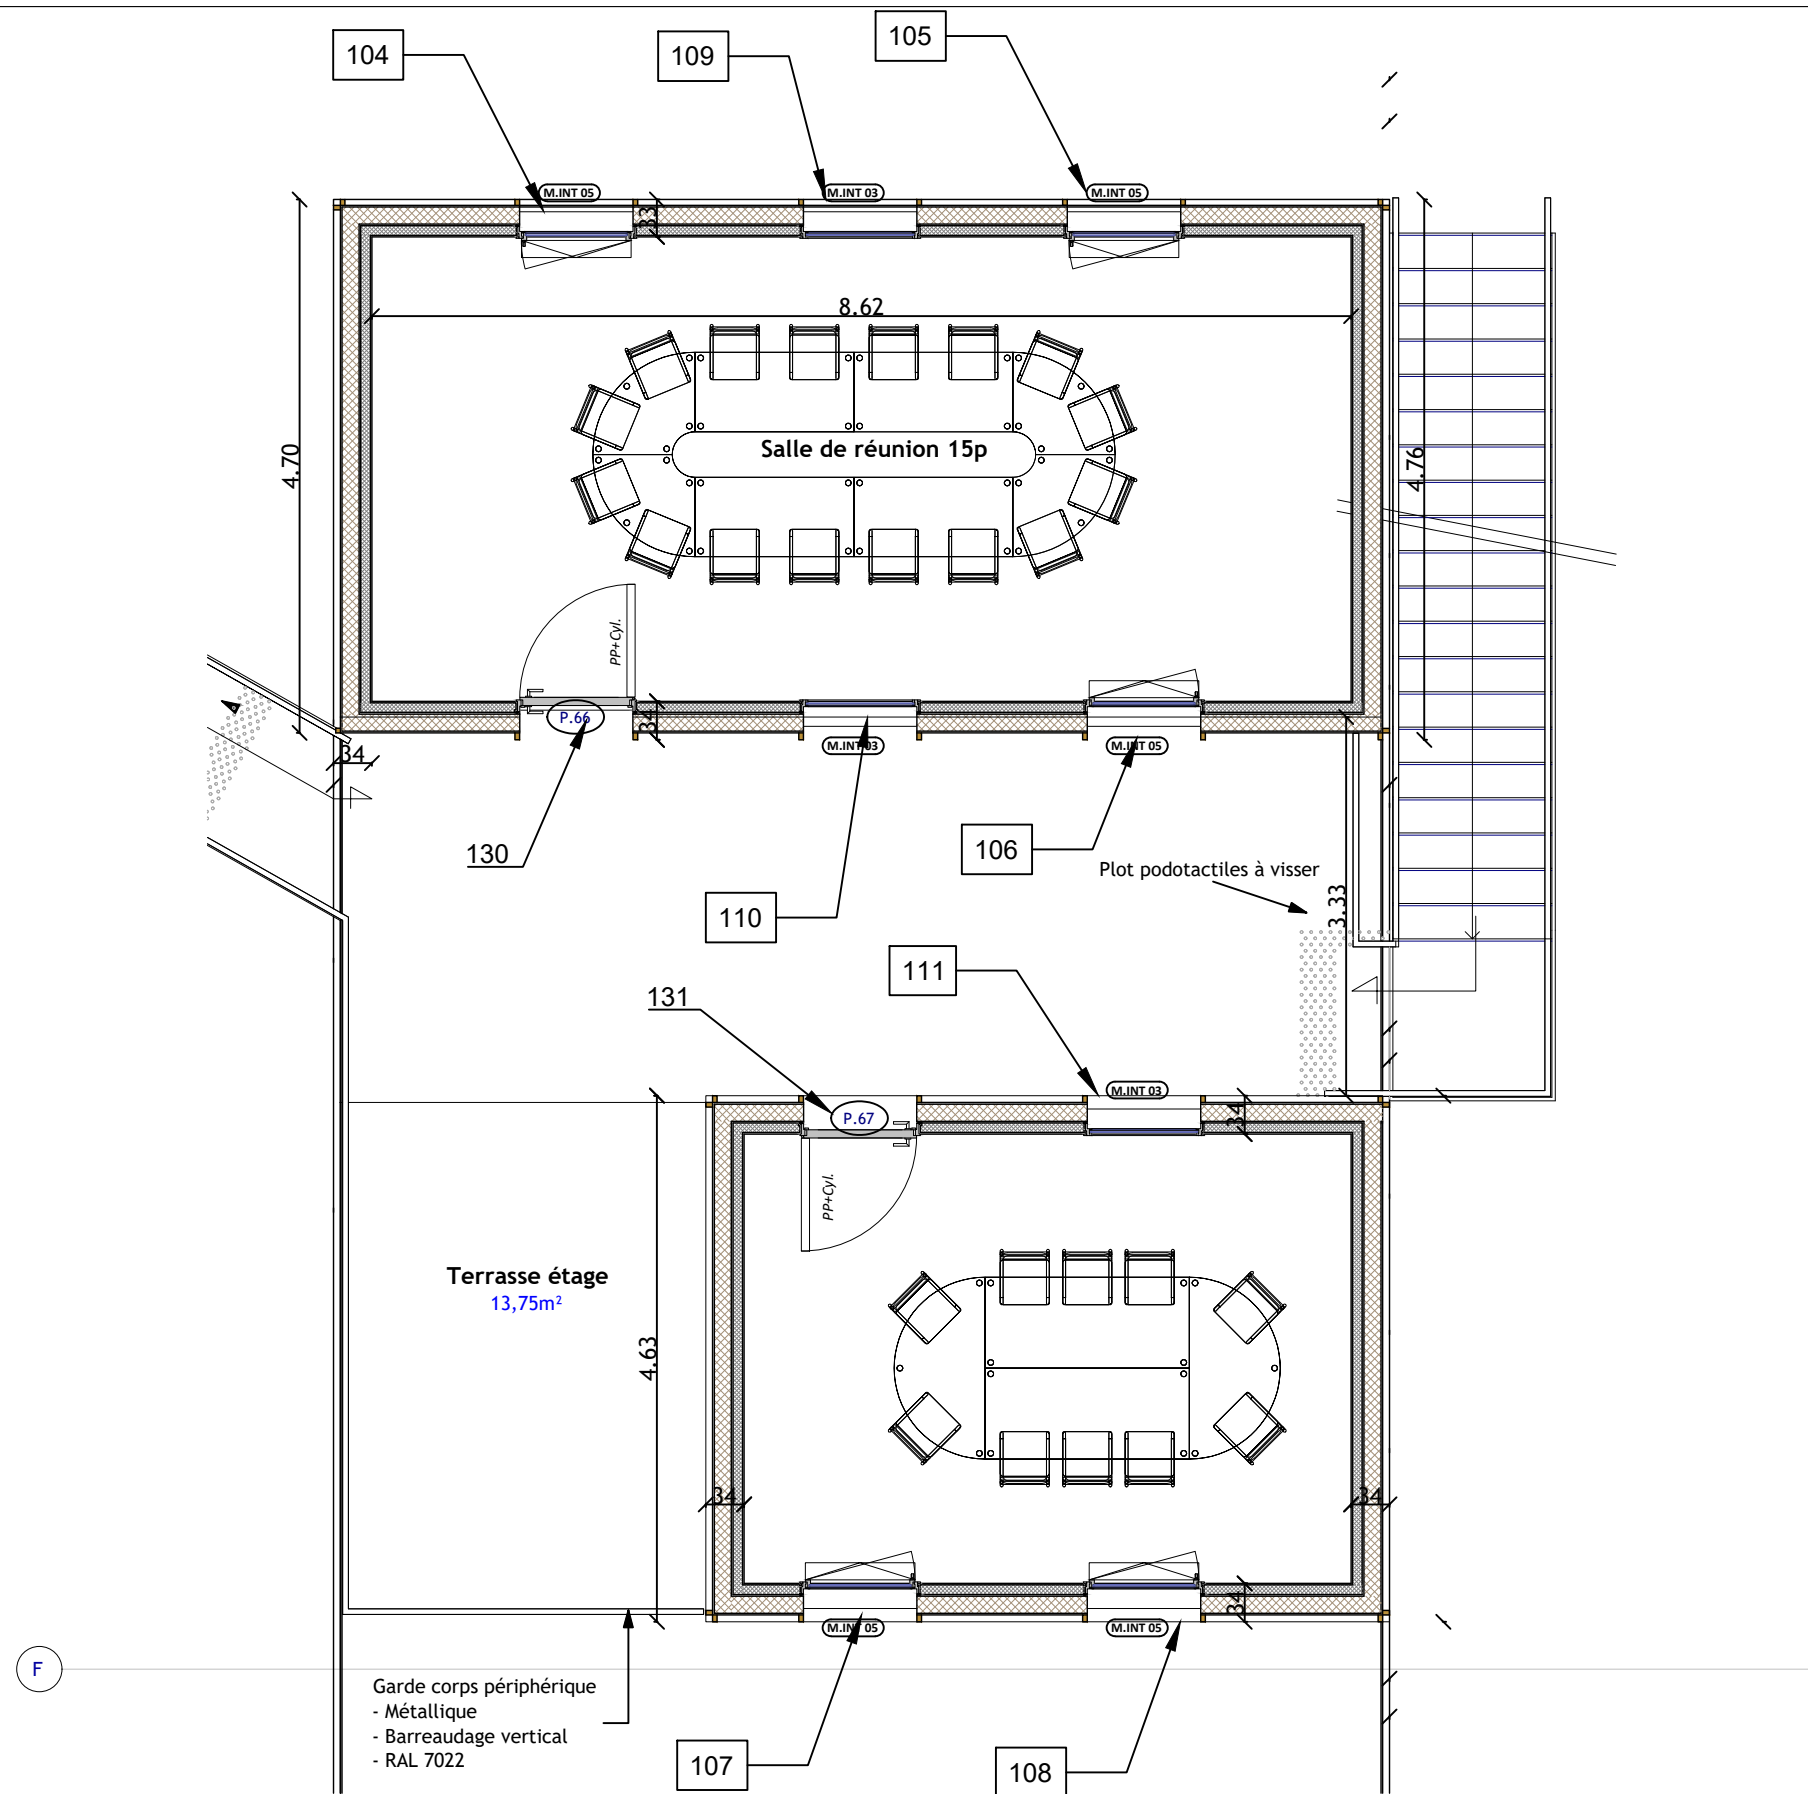 104
109
105
M.INT 05
M.INT 03
M.INT 05
33
8.62
Salle de réunion 15p
4.70
4.76
PP+Cyl.
P.66
34
M.INT 03
M.INT 05
34
130
106
110
Plot podotactiles à visser
3.33
111
131
M.INT 03
P.67
34
PP+Cyl.
Terrasse étage
13,75m²
4.63
34
34
34
M.INT 05
M.INT 05
F
Garde corps périphérique
- Métallique
- Barreaudage vertical
- RAL 7022
107
108